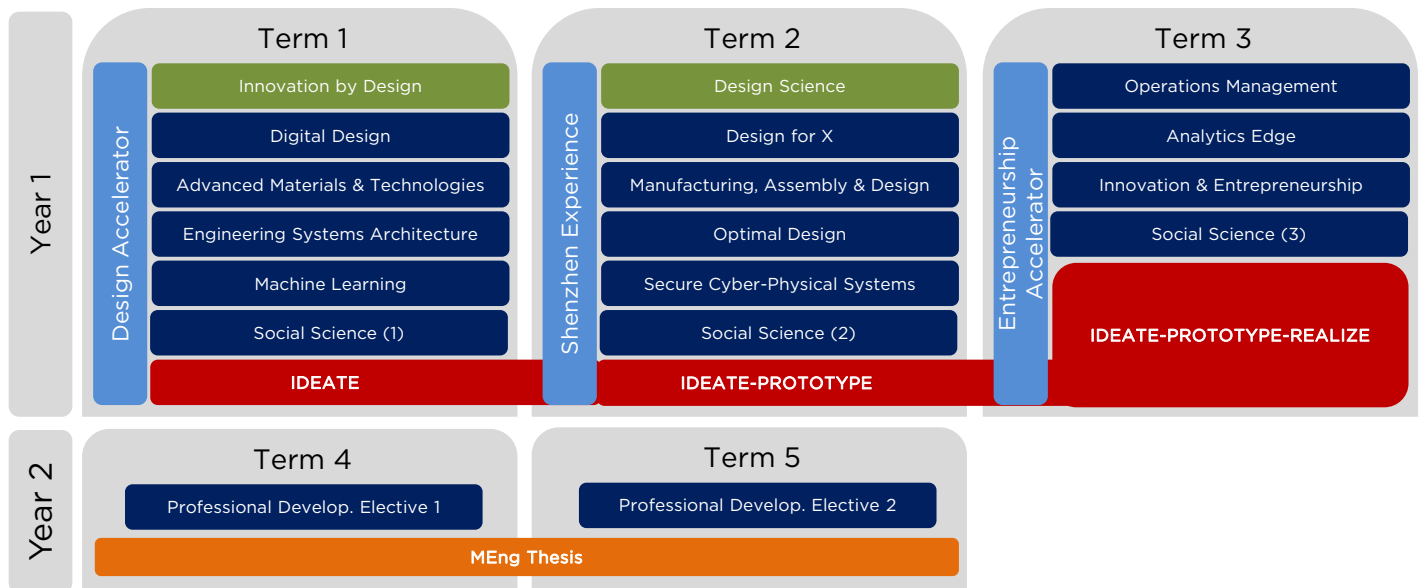 Year 1
Term 1
Design Accelerator
Innovation by Design
Digital Design
Advanced Materials & Technologies
Engineering Systems Architecture
Machine Learning
Social Science (1)
IDEATE
Term 2
Shenzhen Experience
Design Science
Design for X
Manufacturing, Assembly & Design
Optimal Design
Secure Cyber-Physical Systems
Social Science (2)
IDEATE-PROTOTYPE
Term 3
Entrepreneurship
Accelerator
Operations Management
Analytics Edge
Innovation & Entrepreneurship
Social Science (3)
IDEATE-PROTOTYPE-REALIZE
Year 2
Term 4
Professional Develop. Elective 1
Term 5
Professional Develop. Elective 2
MEng Thesis